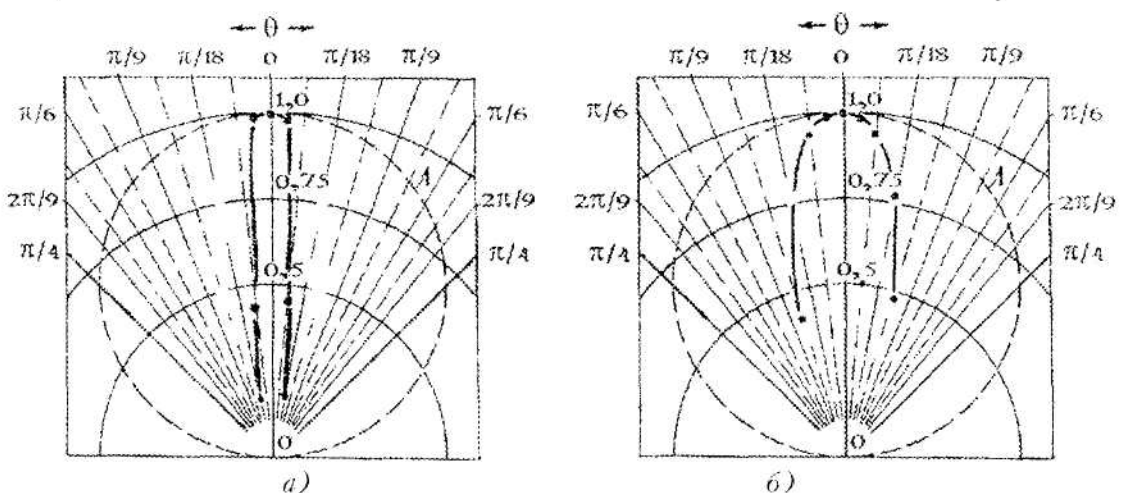 ← θ →
π/9 π/18 0 π/18 π/9
π/6 1,0 π/6
0,75 A
2π/9 2π/9
π/4 π/4
0,5
0
а)
← θ →
π/9 π/18 0 π/18 π/9
π/6 1,0 π/6
0,75 A
2π/9 2π/9
π/4 π/4
0,5
0
б)